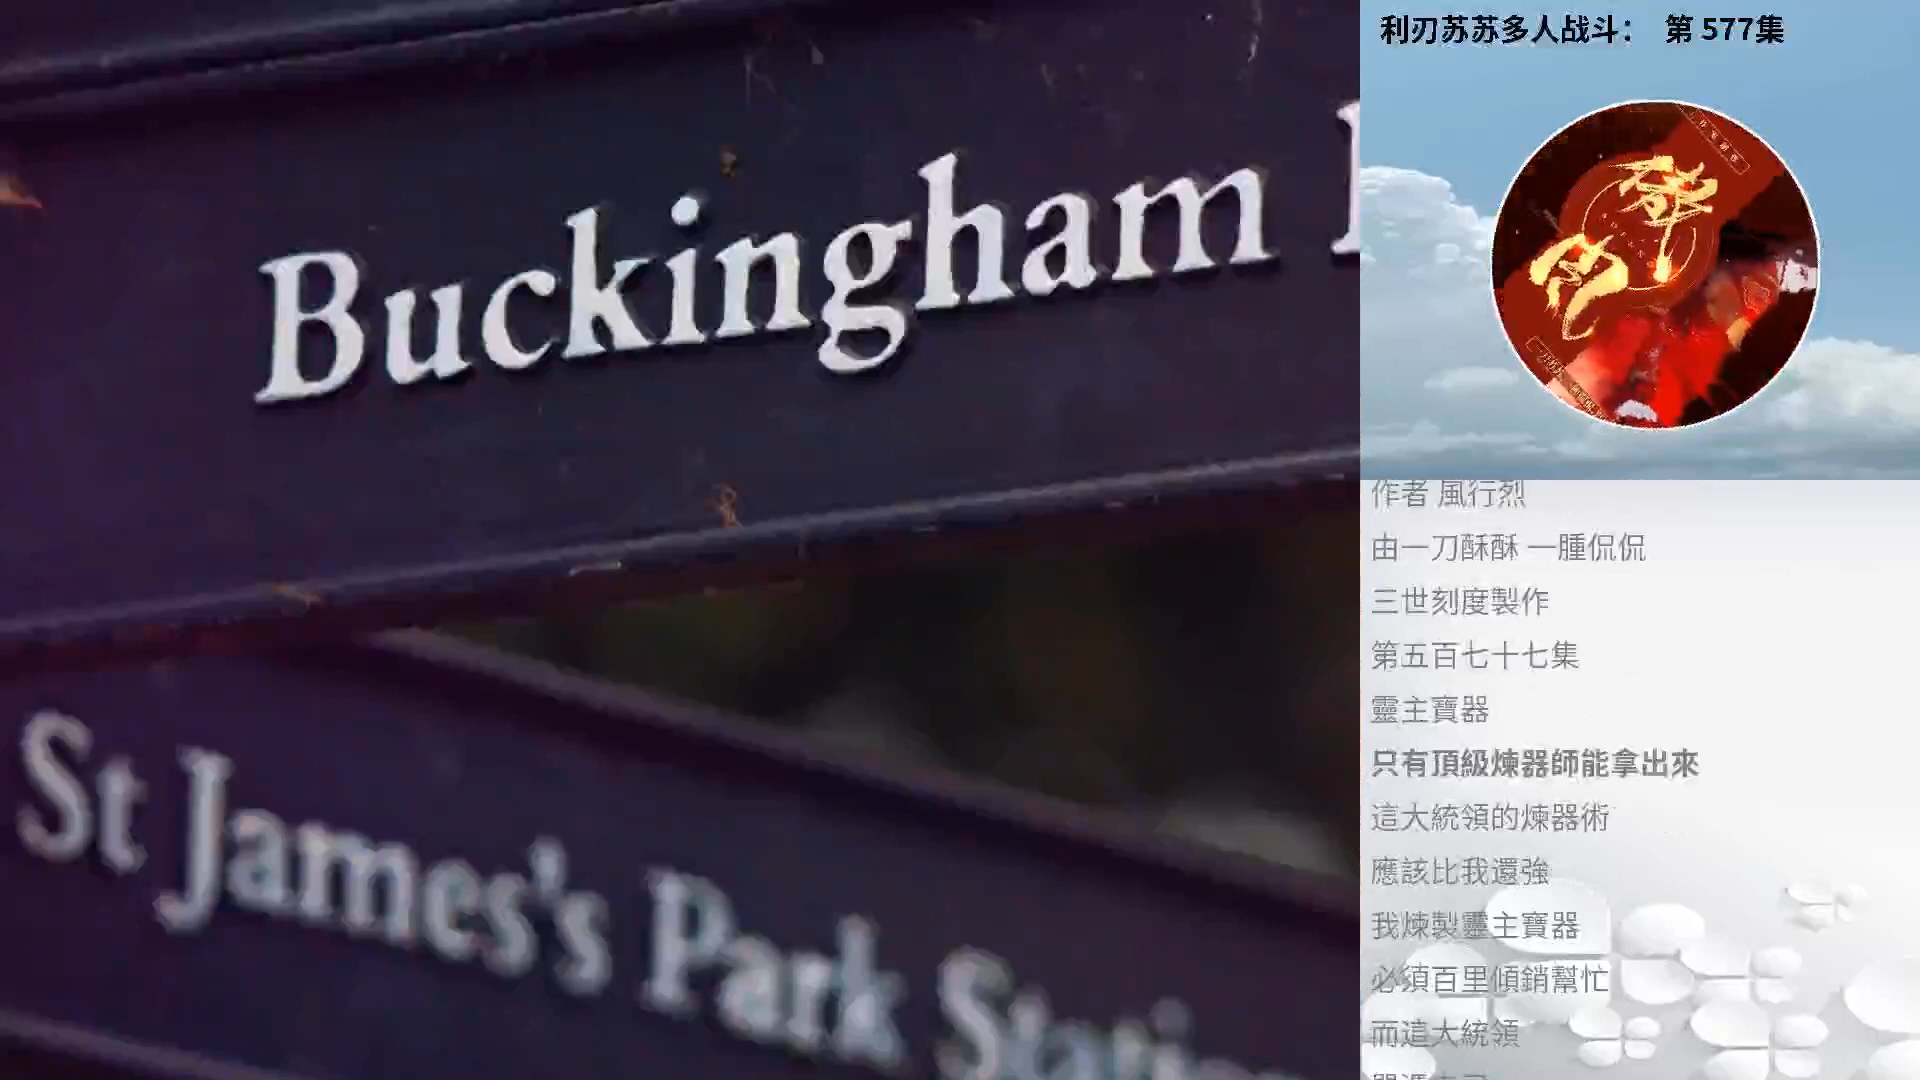 Buckingham
St James's Park Station
利刃苏苏多人战斗： 第 577集
作者 風行烈
由一刀酥酥 一腫侃侃
三世刻度製作
第五百七十七集
靈主寶器
只有頂級煉器師能拿出來
這大統領的煉器術
應該比我還強
我煉製靈主寶器
必須百里傾銷幫忙
而這大統領